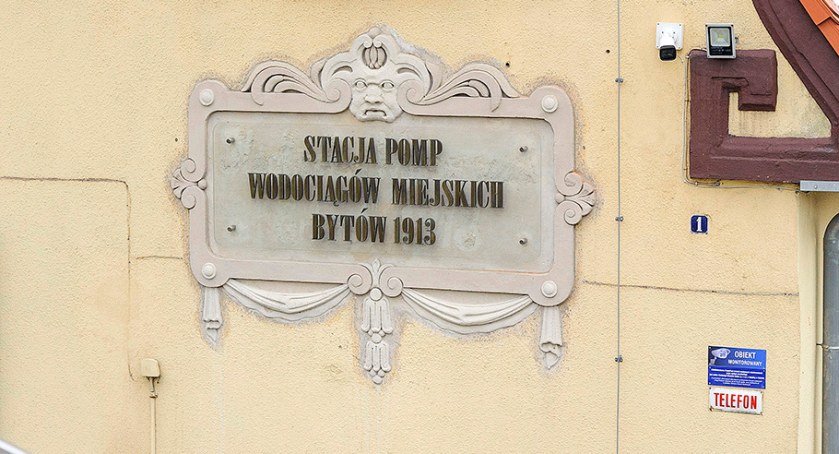 STACJA POMP
WODOCIĄGÓW MIEJSKICH
BYTÓW 1913
1
OBIEKT
MONITOROWANY
TELEFON